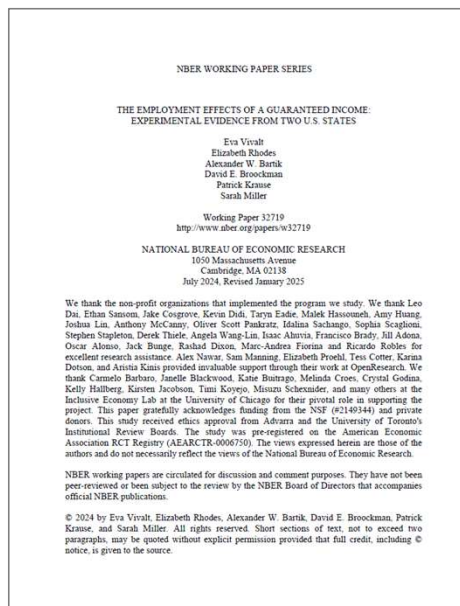 NBER WORKING PAPER SERIES
THE EMPLOYMENT EFFECTS OF A GUARANTEED INCOME:
EXPERIMENTAL EVIDENCE FROM TWO U.S. STATES
Eva Vivalt
Elizabeth Rhodes
Alexander W. Bartik
David E. Broockman
Patrick Krause
Sarah Miller
Working Paper 32719
http://www.nber.org/papers/w32719
NATIONAL BUREAU OF ECONOMIC RESEARCH
1050 Massachusetts Avenue
Cambridge, MA 02138
July 2024, Revised January 2025
We thank the non-profit organizations that implemented the program we study. We thank Leo
Dai, Ethan Sansom, Jake Cosgrove, Kevin Didi, Taryn Eadie, Malek Hassouneh, Amy Huang,
Joshua Lin, Anthony McCanny, Oliver Scott Pankratz, Idalina Sachango, Sophia Scaglioni,
Stephen Stapleton, Derek Thiele, Angela Wang-Lin, Isaac Ahuvia, Francisco Brady, Jill Adona,
Oscar Alonso, Jack Bunge, Rashad Dixon, Marc-Andrea Fiorina and Ricardo Robles for
excellent research assistance. Alex Nawar, Sam Manning, Elizabeth Proehl, Tess Cotter, Karina
Dotson, and Aristia Kinis provided invaluable support through their work at OpenResearch. We
thank Carmelo Barbaro, Janelle Blackwood, Katie Buitrago, Melinda Croes, Crystal Godina,
Kelly Hallberg, Kirsten Jacobson, Timi Koyejo, Misuzu Schexnider, and many others at the
Inclusive Economy Lab at the University of Chicago for their pivotal role in supporting the
project. This paper gratefully acknowledges funding from the NSF (#2149344) and private
donors. This study received ethics approval from Advarra and the University of Toronto's
Institutional Review Boards. The study was pre-registered on the American Economic
Association RCT Registry (AEARCTR-0006750). The views expressed herein are those of the
authors and do not necessarily reflect the views of the National Bureau of Economic Research.
NBER working papers are circulated for discussion and comment purposes. They have not been
peer-reviewed or been subject to the review by the NBER Board of Directors that accompanies
official NBER publications.
© 2024 by Eva Vivalt, Elizabeth Rhodes, Alexander W. Bartik, David E. Broockman, Patrick
Krause, and Sarah Miller. All rights reserved. Short sections of text, not to exceed two
paragraphs, may be quoted without explicit permission provided that full credit, including ©
notice, is given to the source.